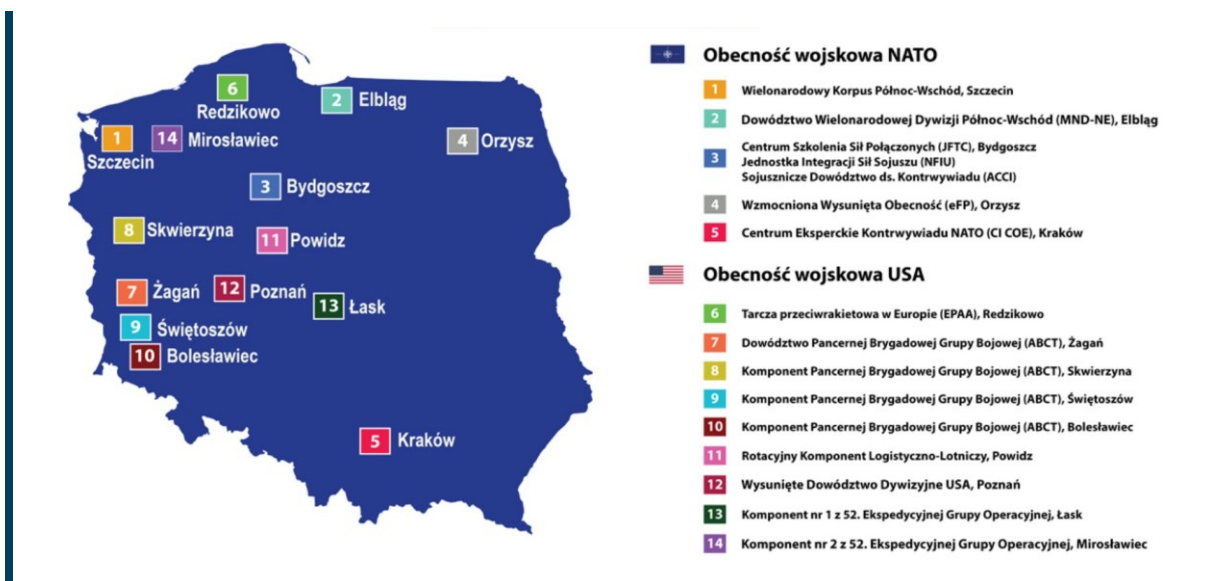 6
Redzikowo
2 Elbląg
1
Szczecin
14 Mirosławiec
4 Orzysz
3 Bydgoszcz
8 Skwierzyna
11 Powidz
7 Żagań
12 Poznań
13 Łask
9 Świętoszów
10 Bolesławiec
5 Kraków
Obecność wojskowa NATO
1 Wielonarodowy Korpus Północ-Wschód, Szczecin
2 Dowództwo Wielonarodowej Dywizji Północ-Wschód (MND-NE), Elbląg
3 Centrum Szkolenia Sił Połączonych (JFTC), Bydgoszcz
Jednostka Integracji Sił Sojuszu (NFIU)
Sojusznicze Dowództwo ds. Kontrwywiadu (ACCI)
4 Wzmocniona Wysunięta Obecność (eFP), Orzysz
5 Centrum Eksperckie Kontrwywiadu NATO (CI COE), Kraków
Obecność wojskowa USA
6 Tarcza przeciwrakietowa w Europie (EPAA), Redzikowo
7 Dowództwo Pancernej Brygadowej Grupy Bojowej (ABCT), Żagań
8 Komponent Pancernej Brygadowej Grupy Bojowej (ABCT), Skwierzyna
9 Komponent Pancernej Brygadowej Grupy Bojowej (ABCT), Świętoszów
10 Komponent Pancernej Brygadowej Grupy Bojowej (ABCT), Bolesławiec
11 Rotacyjny Komponent Logistyczno-Lotniczy, Powidz
12 Wysunięte Dowództwo Dywizyjne USA, Poznań
13 Komponent nr 1 z 52. Ekspedycyjnej Grupy Operacyjnej, Łask
14 Komponent nr 2 z 52. Ekspedycyjnej Grupy Operacyjnej, Mirosławiec